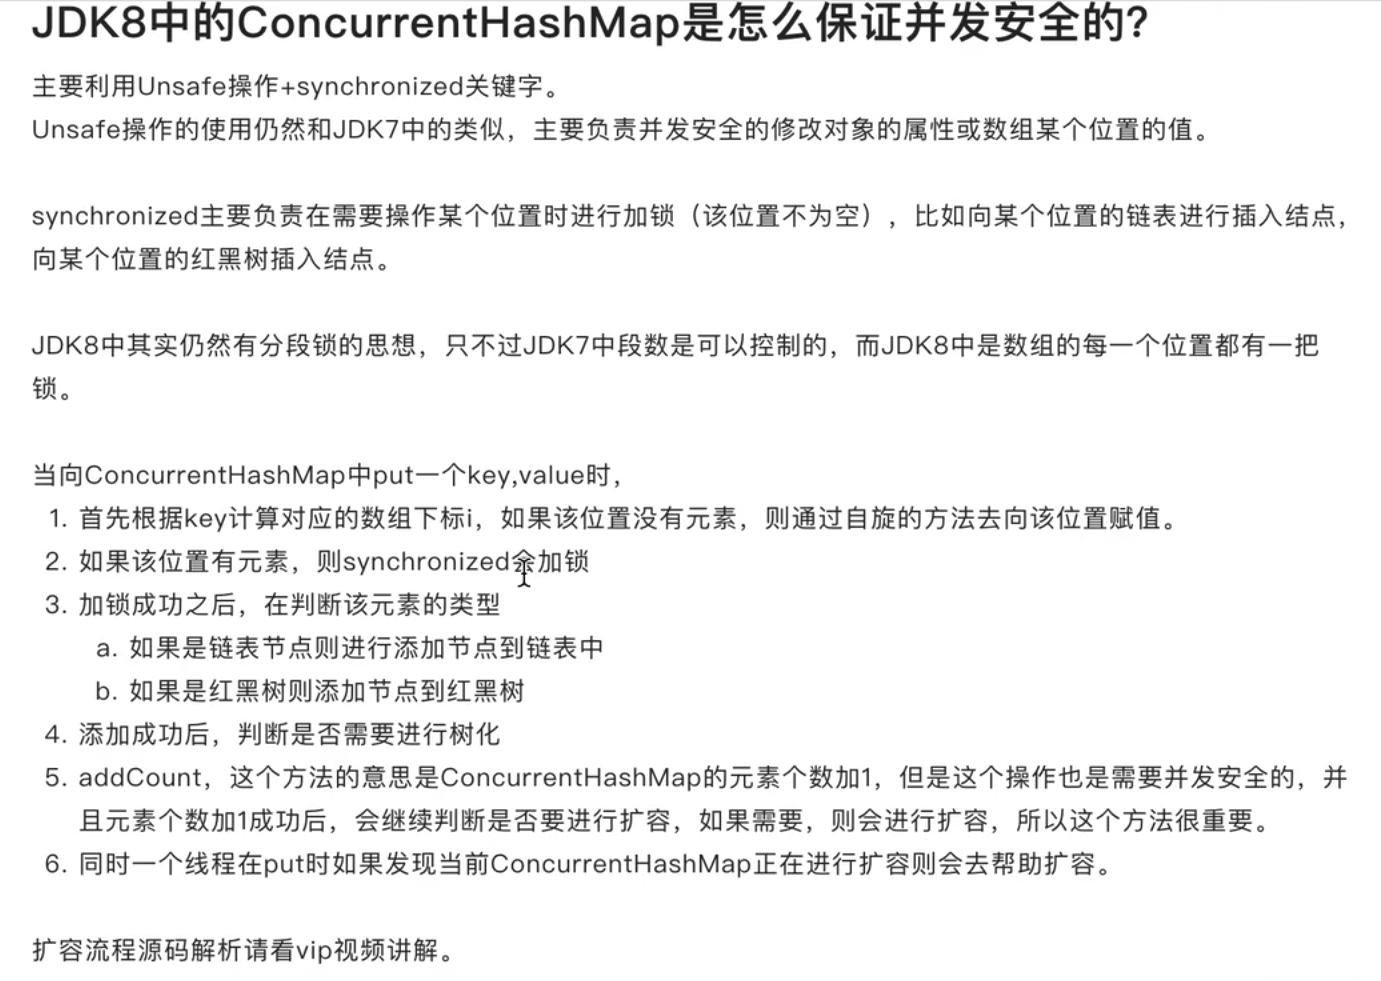 JDK8中的ConcurrentHashMap是怎么保证并发安全的?
主要利用Unsafe操作+synchronized关键字。
Unsafe操作的使用仍然和JDK7中的类似，主要负责并发安全的修改对象的属性或数组某个位置的值。
synchronized主要负责在需要操作某个位置时进行加锁（该位置不为空），比如向某个位置的链表进行插入结点，
向某个位置的红黑树插入结点。
JDK8中其实仍然有分段锁的思想，只不过JDK7中段数是可以控制的，而JDK8中是数组的每一个位置都有一把
锁。
当向ConcurrentHashMap中put一个key,value时，
1. 首先根据key计算对应的数组下标i，如果该位置没有元素，则通过自旋的方法去向该位置赋值。
2. 如果该位置有元素，则synchronized会加锁
3. 加锁成功之后，在判断该元素的类型
a. 如果是链表节点则进行添加节点到链表中
b. 如果是红黑树则添加节点到红黑树
4. 添加成功后，判断是否需要进行树化
5. addCount，这个方法的意思是ConcurrentHashMap的元素个数加1，但是这个操作也是需要并发安全的，并
且元素个数加1成功后，会继续判断是否要进行扩容，如果需要，则会进行扩容，所以这个方法很重要。
6. 同时一个线程在put时如果发现当前ConcurrentHashMap正在进行扩容则会去帮助扩容。
扩容流程源码解析请看vip视频讲解。